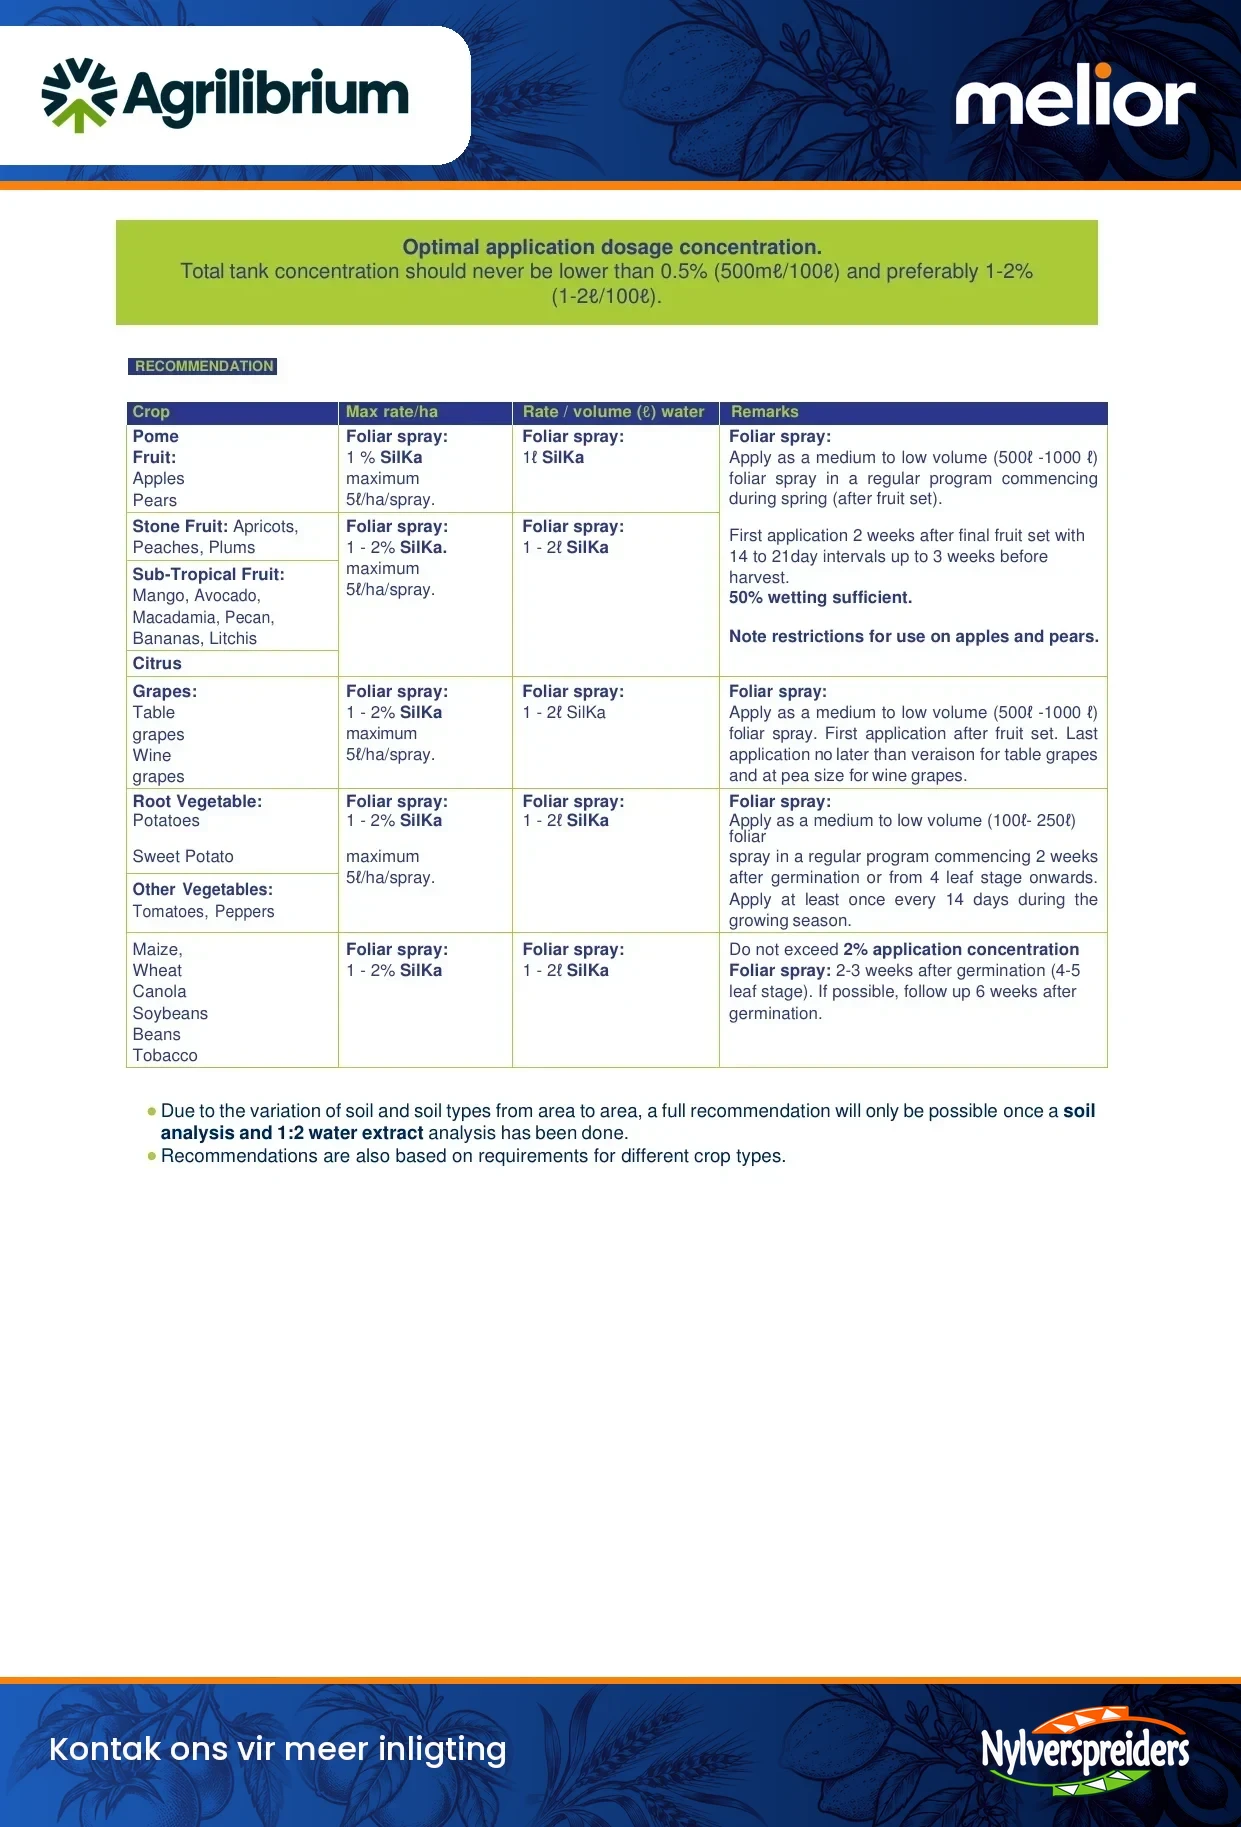 Agrilibrium
melior
Optimal application dosage concentration.
Total tank concentration should never be lower than 0.5% (500mℓ/100ℓ) and preferably 1-2%
(1-2ℓ/100ℓ).
RECOMMENDATION
Crop
Max rate/ha
Rate / volume (ℓ) water
Remarks
Pome
Fruit:
Apples
Pears
Foliar spray:
1 % SilKa
maximum
5ℓ/ha/spray.
Foliar spray:
1ℓ SilKa
Foliar spray:
Apply as a medium to low volume (500ℓ -1000 ℓ)
foliar spray in a regular program commencing
during spring (after fruit set).
First application 2 weeks after final fruit set with
14 to 21day intervals up to 3 weeks before
harvest.
50% wetting sufficient.
Note restrictions for use on apples and pears.
Stone Fruit: Apricots,
Peaches, Plums
Foliar spray:
1 - 2% SilKa.
maximum
5ℓ/ha/spray.
Foliar spray:
1 - 2ℓ SilKa
Sub-Tropical Fruit:
Mango, Avocado,
Macadamia, Pecan,
Bananas, Litchis
Citrus
Grapes:
Table
grapes
Wine
grapes
Foliar spray:
1 - 2% SilKa
maximum
5ℓ/ha/spray.
Foliar spray:
1 - 2ℓ SilKa
Foliar spray:
Apply as a medium to low volume (500ℓ -1000 ℓ)
foliar spray. First application after fruit set. Last
application no later than veraison for table grapes
and at pea size for wine grapes.
Root Vegetable:
Potatoes
Sweet Potato
Foliar spray:
1 - 2% SilKa
maximum
5ℓ/ha/spray.
Foliar spray:
1 - 2ℓ SilKa
Foliar spray:
Apply as a medium to low volume (100ℓ- 250ℓ)
foliar
spray in a regular program commencing 2 weeks
after germination or from 4 leaf stage onwards.
Apply at least once every 14 days during the
growing season.
Other Vegetables:
Tomatoes, Peppers
Maize,
Wheat
Canola
Soybeans
Beans
Tobacco
Foliar spray:
1 - 2% SilKa
Foliar spray:
1 - 2ℓ SilKa
Do not exceed 2% application concentration
Foliar spray: 2-3 weeks after germination (4-5
leaf stage). If possible, follow up 6 weeks after
germination.
• Due to the variation of soil and soil types from area to area, a full recommendation will only be possible once a soil
analysis and 1:2 water extract analysis has been done.
• Recommendations are also based on requirements for different crop types.
Kontak ons vir meer inligting
Nylverspreiders